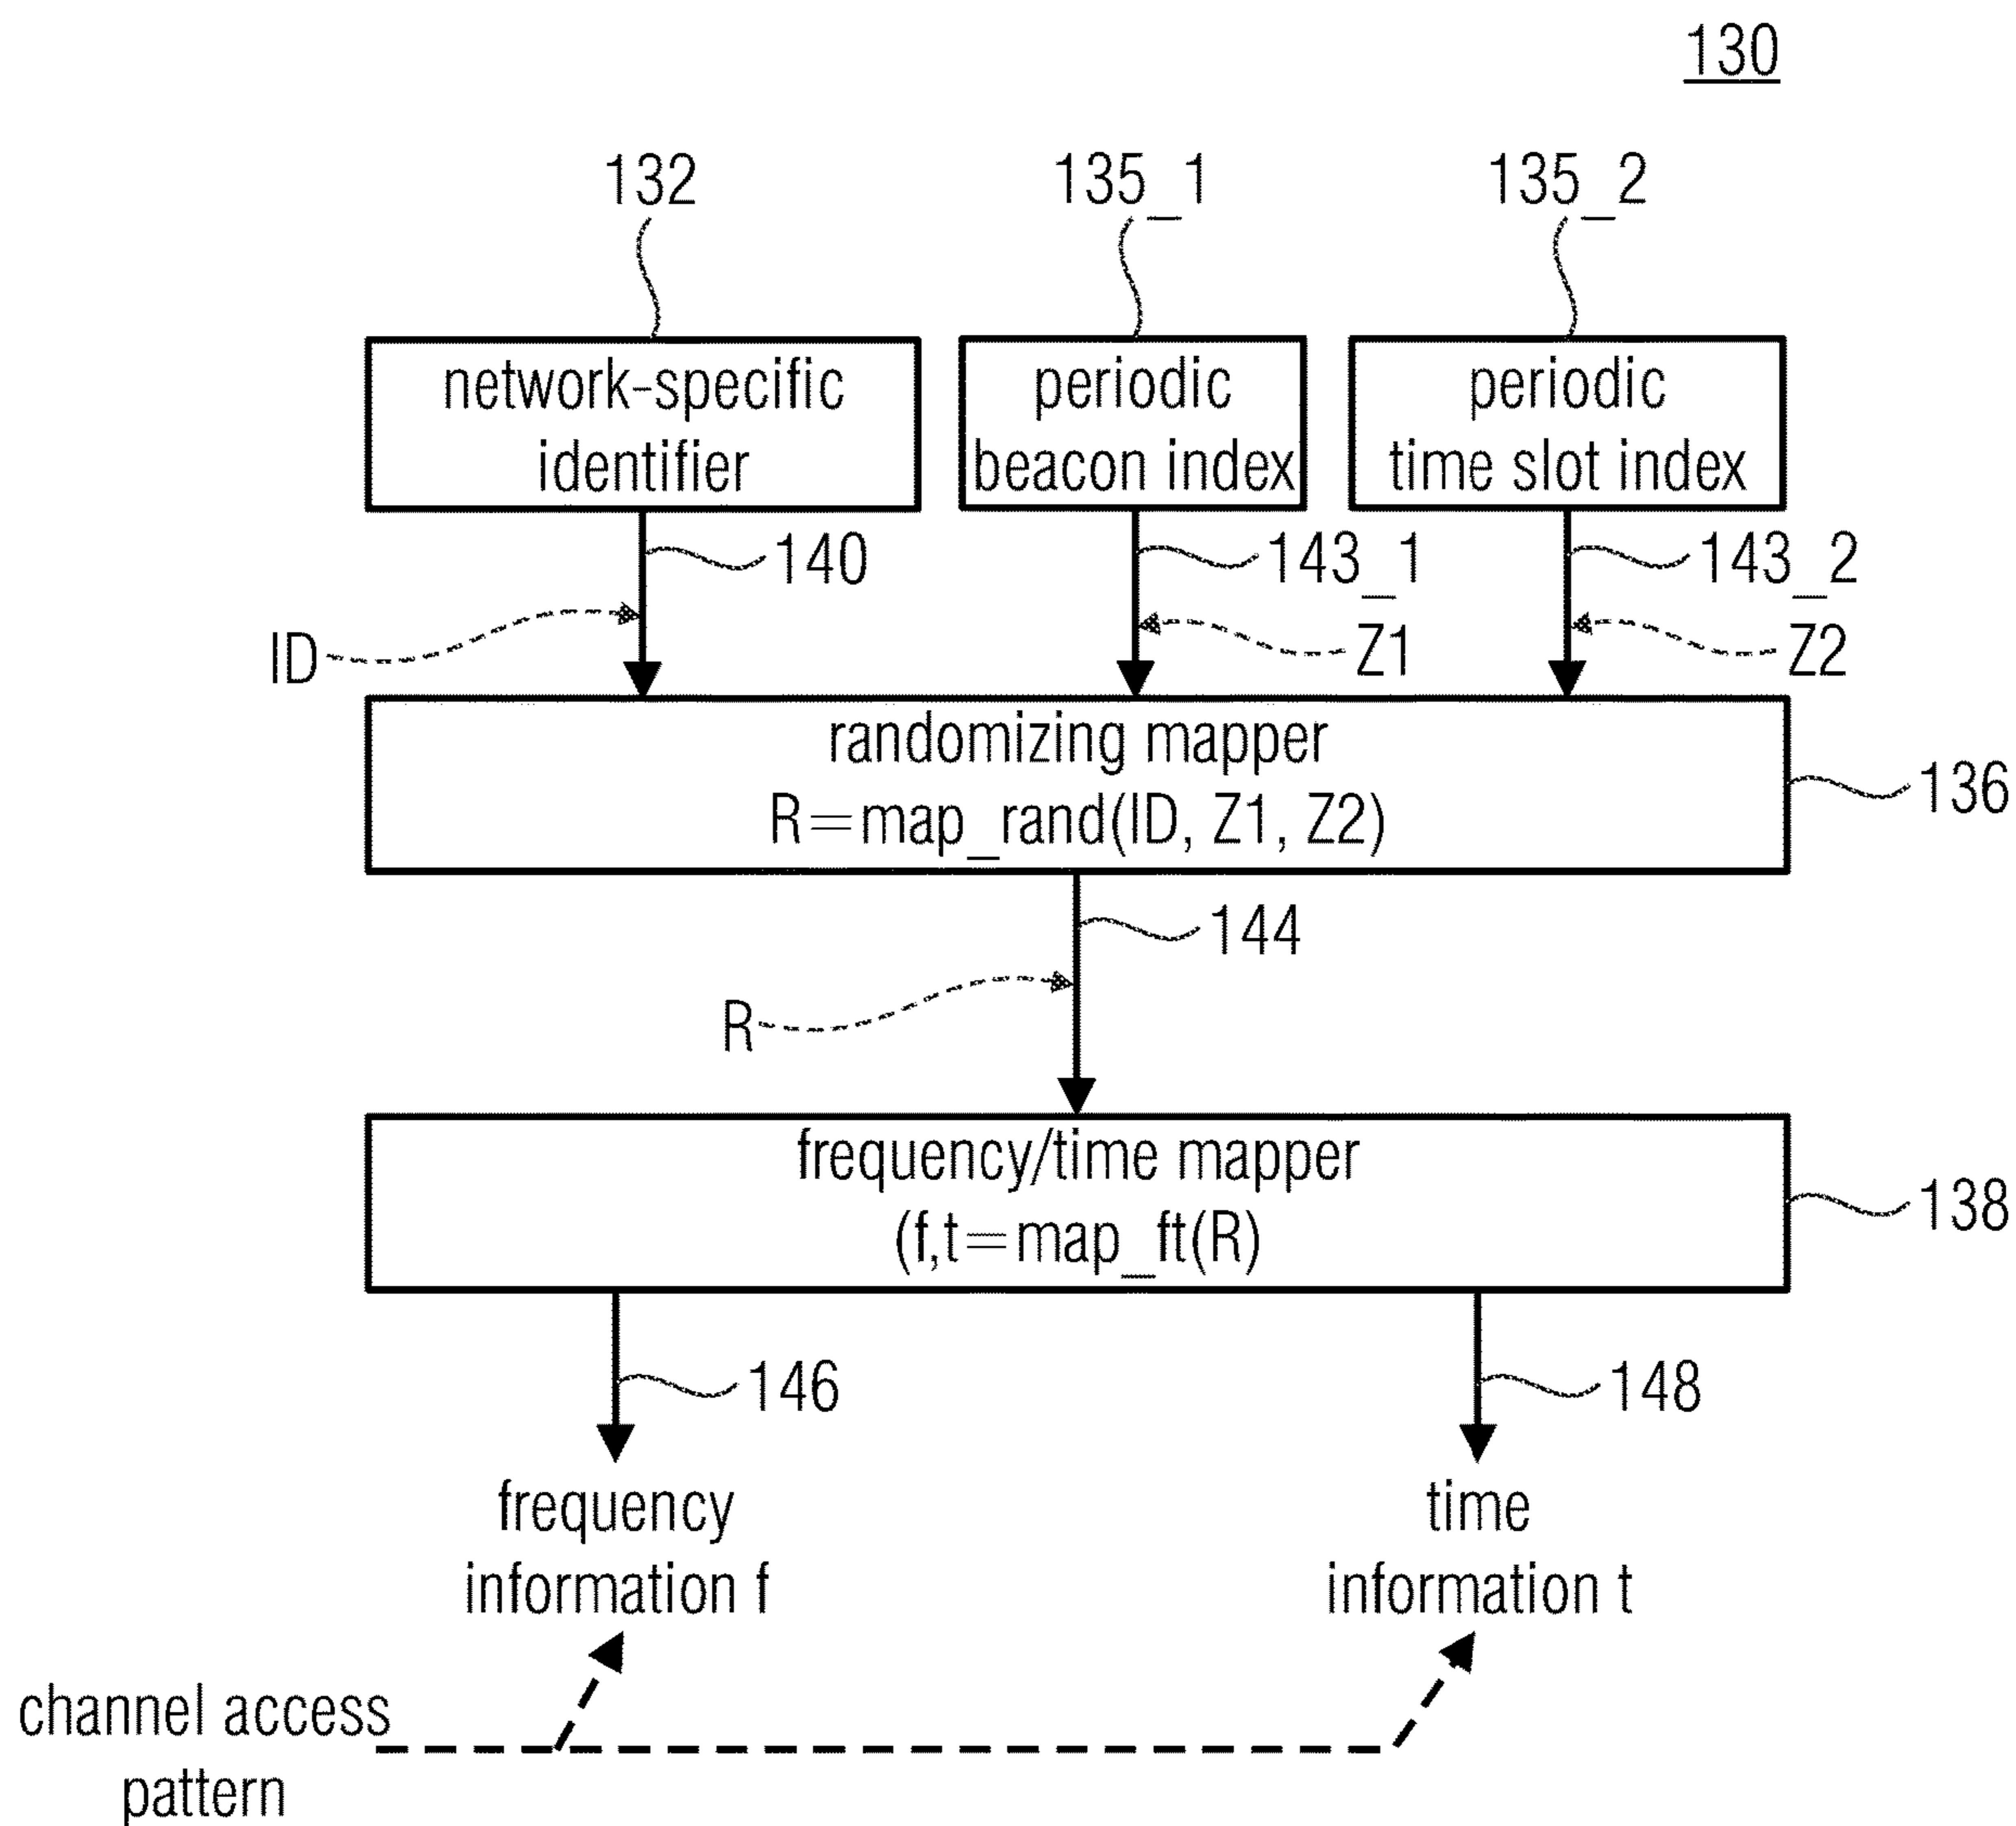 130
132
135_1
135_2
network-specific
identifier
periodic
beacon index
periodic
time slot index
140
143_1
143_2
ID
Z1
Z2
randomizing mapper
R=map_rand(ID, Z1, Z2)
136
144
R
frequency/time mapper
(f,t=map_ft(R)
138
146
148
frequency
information f
time
information t
channel access
pattern